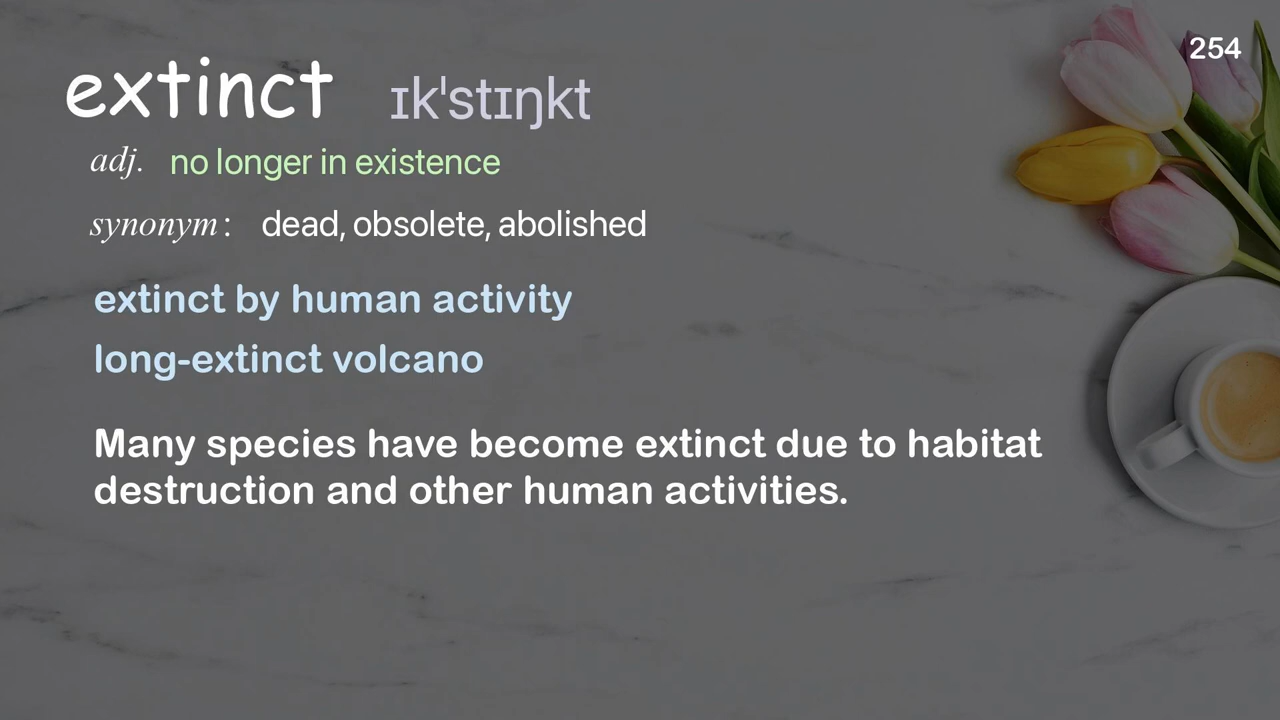 254
extinct ɪkˈstɪŋkt
adj. no longer in existence
synonym: dead, obsolete, abolished
extinct by human activity
long-extinct volcano
Many species have become extinct due to habitat
destruction and other human activities.